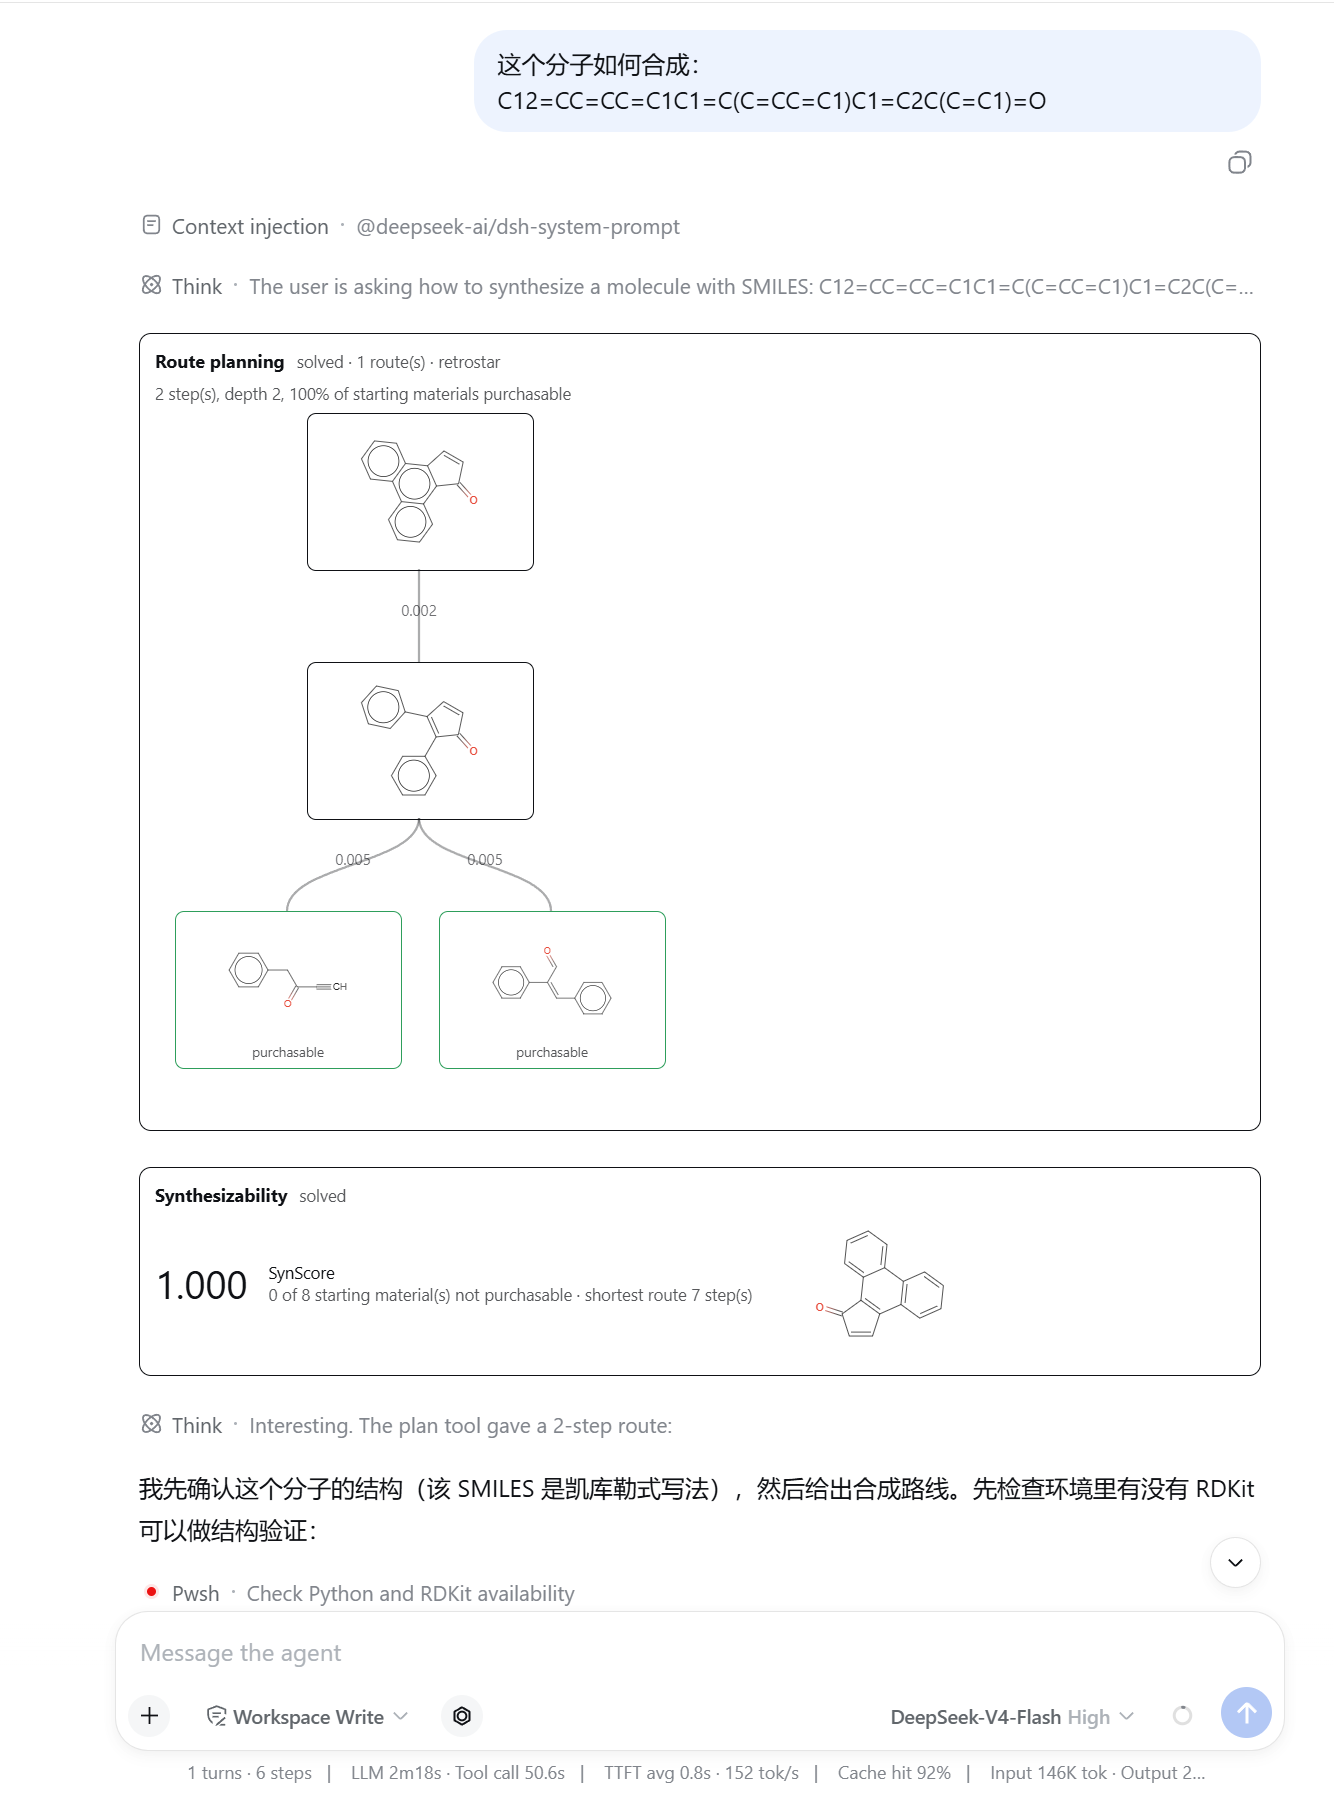 这个分子如何合成：
C12=CC=CC=C1C1=C(C=CC=C1)C1=C2C(C=C1)=O
Context injection · @deepseek-ai/dsh-system-prompt
Think · The user is asking how to synthesize a molecule with SMILES: C12=CC=CC=C1C1=C(C=CC=C1)C1=C2C(C=...
Route planning solved · 1 route(s) · retrostar
2 step(s), depth 2, 100% of starting materials purchasable
O
0.002
O
0.005 0.005
O
CH
O
purchasable purchasable
Synthesizability solved
1.000
SynScore
0 of 8 starting material(s) not purchasable · shortest route 7 step(s)
O
Think · Interesting. The plan tool gave a 2-step route:
我先确认这个分子的结构（该 SMILES 是凯库勒式写法），然后给出合成路线。先检查环境里有没有 RDKit
可以做结构验证：
Pwsh · Check Python and RDKit availability
Message the agent
Workspace Write DeepSeek-V4-Flash High
1 turns · 6 steps | LLM 2m18s · Tool call 50.6s | TTFT avg 0.8s · 152 tok/s | Cache hit 92% | Input 146K tok · Output 2...